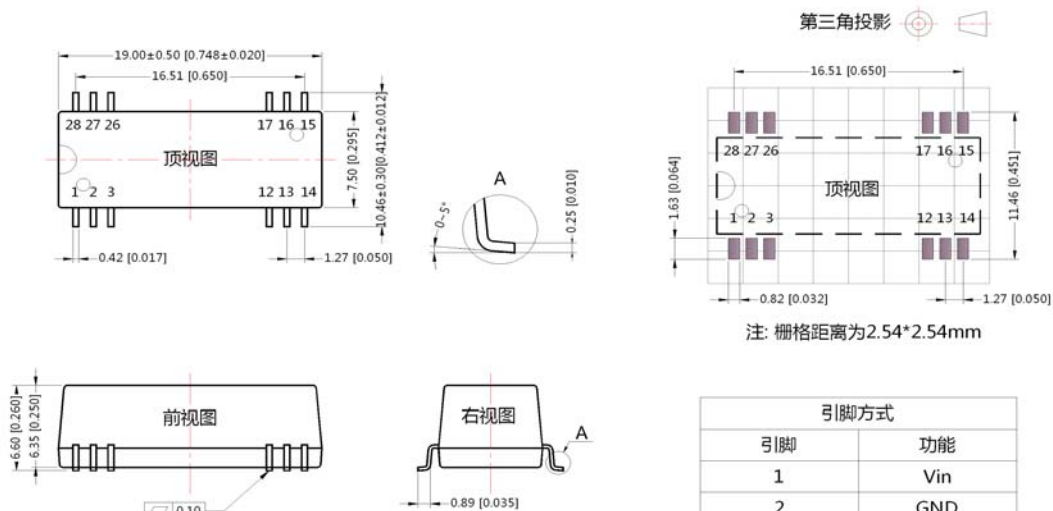 第三角投影
19.00±0.50 [0.748±0.020]
16.51 [0.650]
28 27 26
17 16 15
顶视图
1 2 3
12 13 14
7.50 [0.295]
10.46±0.30[0.412±0.012]
0.42 [0.017]
1.27 [0.050]
A
0~5°
0.25 [0.010]
16.51 [0.650]
28 27 26
17 16 15
顶视图
1 2 3
12 13 14
1.63 [0.064]
11.46 [0.451]
0.82 [0.032]
1.27 [0.050]
注: 栅格距离为2.54*2.54mm
6.60 [0.260]
6.35 [0.250]
前视图
0.10
右视图
A
0.89 [0.035]
引脚方式
引脚 功能
1 Vin
2 GND